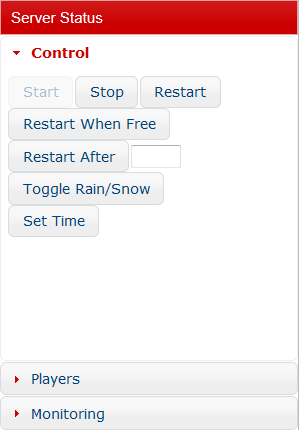 Server Status
Control
Start Stop Restart
Restart When Free
Restart After
Toggle Rain/Snow
Set Time
Players
Monitoring